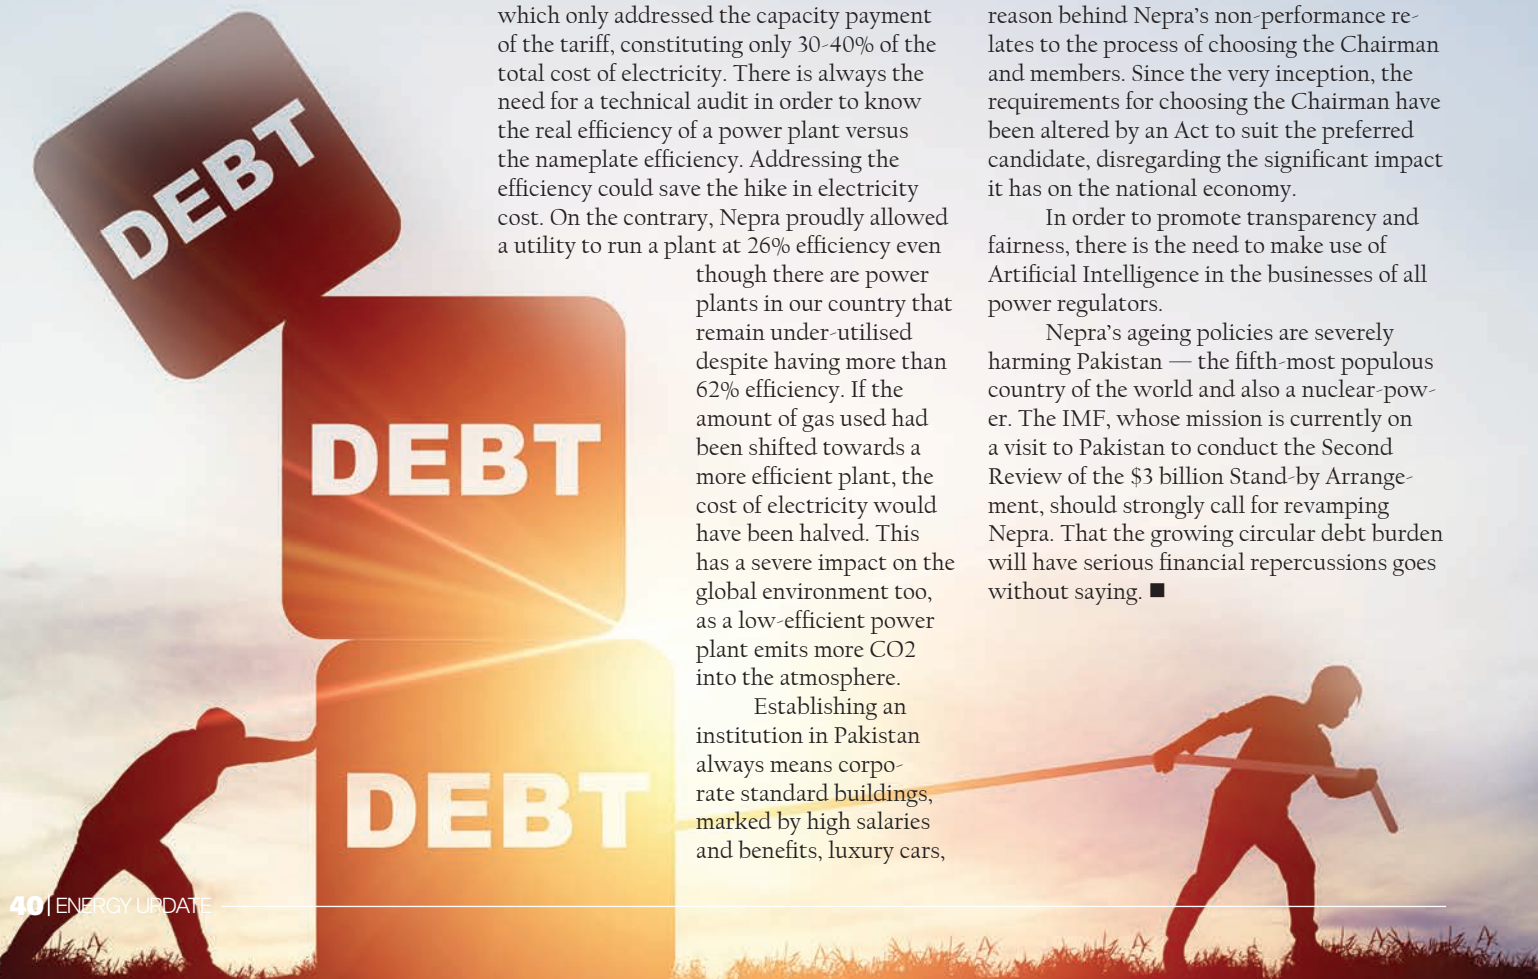 which only addressed the capacity payment
of the tariff, constituting only 30-40% of the
total cost of electricity. There is always the
need for a technical audit in order to know
the real efficiency of a power plant versus
the nameplate efficiency. Addressing the
efficiency could save the hike in electricity
cost. On the contrary, Nepra proudly allowed
a utility to run a plant at 26% efficiency even
though there are power
plants in our country that
remain under-utilised
despite having more than
62% efficiency. If the
amount of gas used had
been shifted towards a
more efficient plant, the
cost of electricity would
have been halved. This
has a severe impact on the
global environment too,
as a low-efficient power
plant emits more CO2
into the atmosphere.
Establishing an
institution in Pakistan
always means corpo-
rate standard buildings,
marked by high salaries
and benefits, luxury cars,
reason behind Nepra’s non-performance re-
lates to the process of choosing the Chairman
and members. Since the very inception, the
requirements for choosing the Chairman have
been altered by an Act to suit the preferred
candidate, disregarding the significant impact
it has on the national economy.
In order to promote transparency and
fairness, there is the need to make use of
Artificial Intelligence in the businesses of all
power regulators.
Nepra’s ageing policies are severely
harming Pakistan — the fifth-most populous
country of the world and also a nuclear-pow-
er. The IMF, whose mission is currently on
a visit to Pakistan to conduct the Second
Review of the $3 billion Stand-by Arrange-
ment, should strongly call for revamping
Nepra. That the growing circular debt burden
will have serious financial repercussions goes
without saying. ■
DEBT
DEBT
DEBT
40 | ENERGY UPDATE